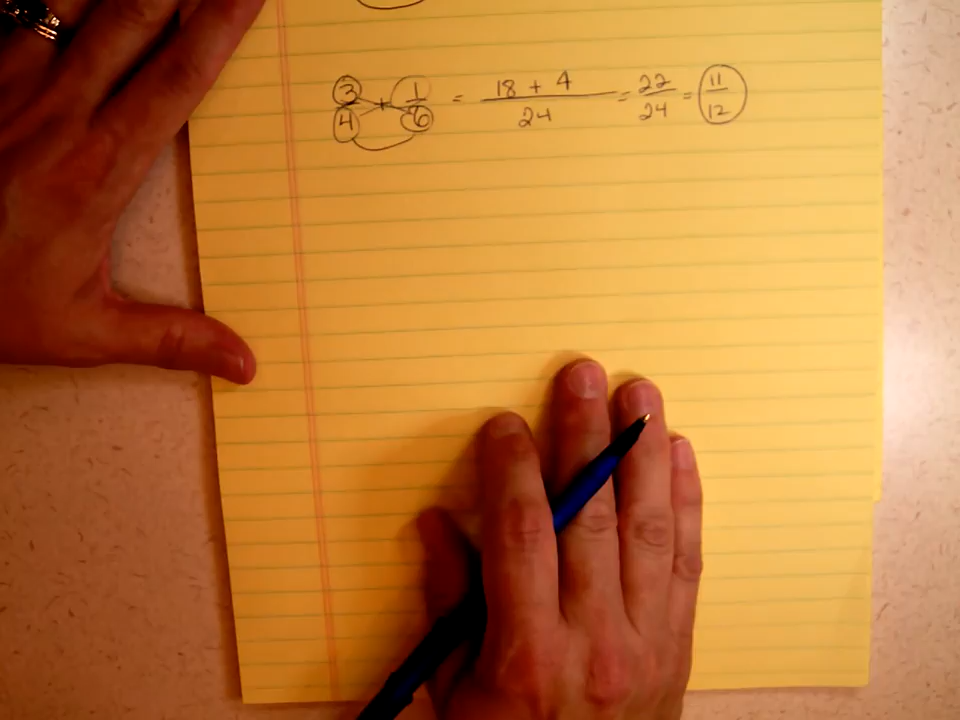 3/4 + 1/6 = 18 + 4/24 = 22/24 = 11/12